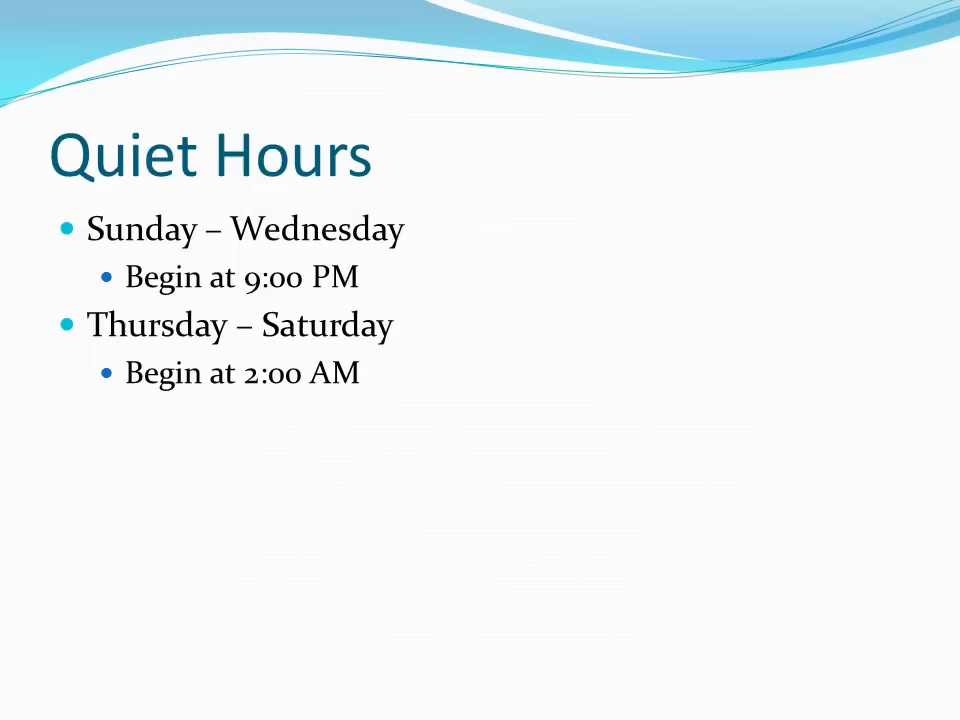 Quiet Hours
Sunday – Wednesday
Begin at 9:00 PM
Thursday – Saturday
Begin at 2:00 AM